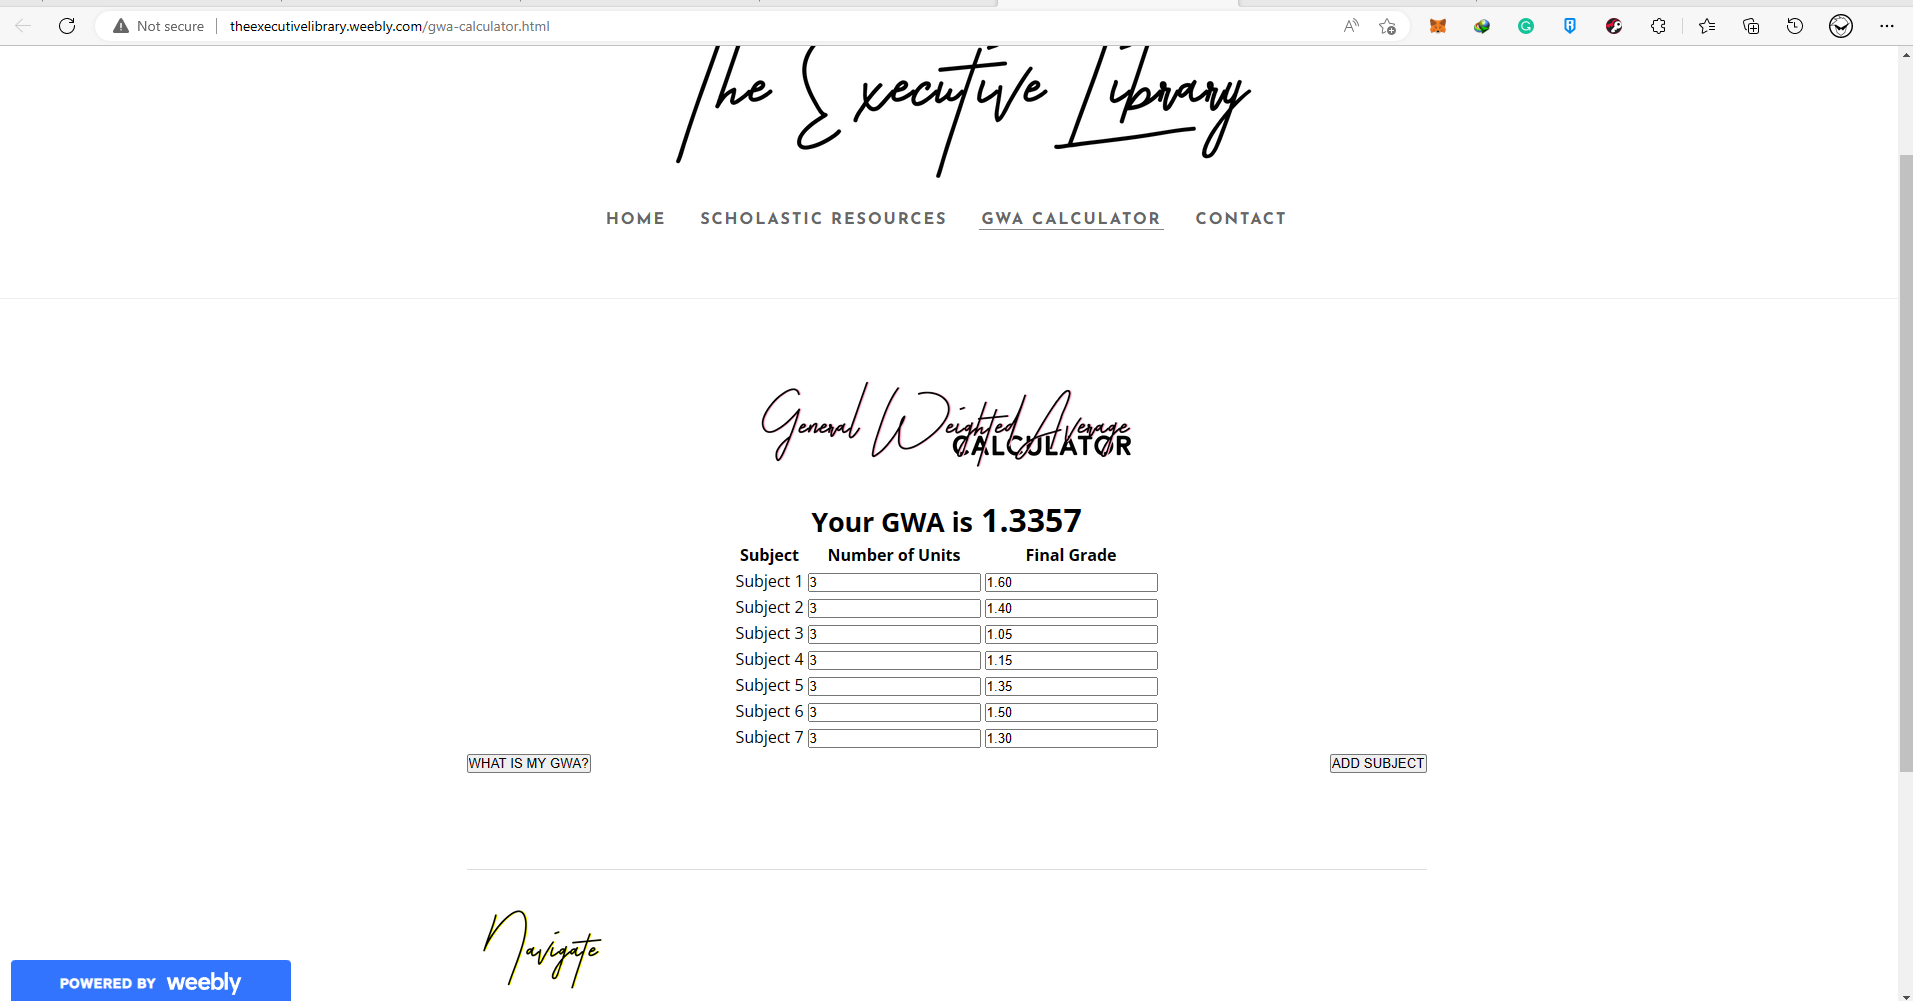 Not secure | theexecutivelibrary.weebly.com/gwa-calculator.html
The Executive Library
HOME SCHOLASTIC RESOURCES GWA CALCULATOR CONTACT
General Weighted Average
CALCULATOR
Your GWA is 1.3357
Subject Number of Units Final Grade
Subject 1 3 1.60
Subject 2 3 1.40
Subject 3 3 1.05
Subject 4 3 1.15
Subject 5 3 1.35
Subject 6 3 1.50
Subject 7 3 1.30
WHAT IS MY GWA? ADD SUBJECT
Navigate
POWERED BY weebly